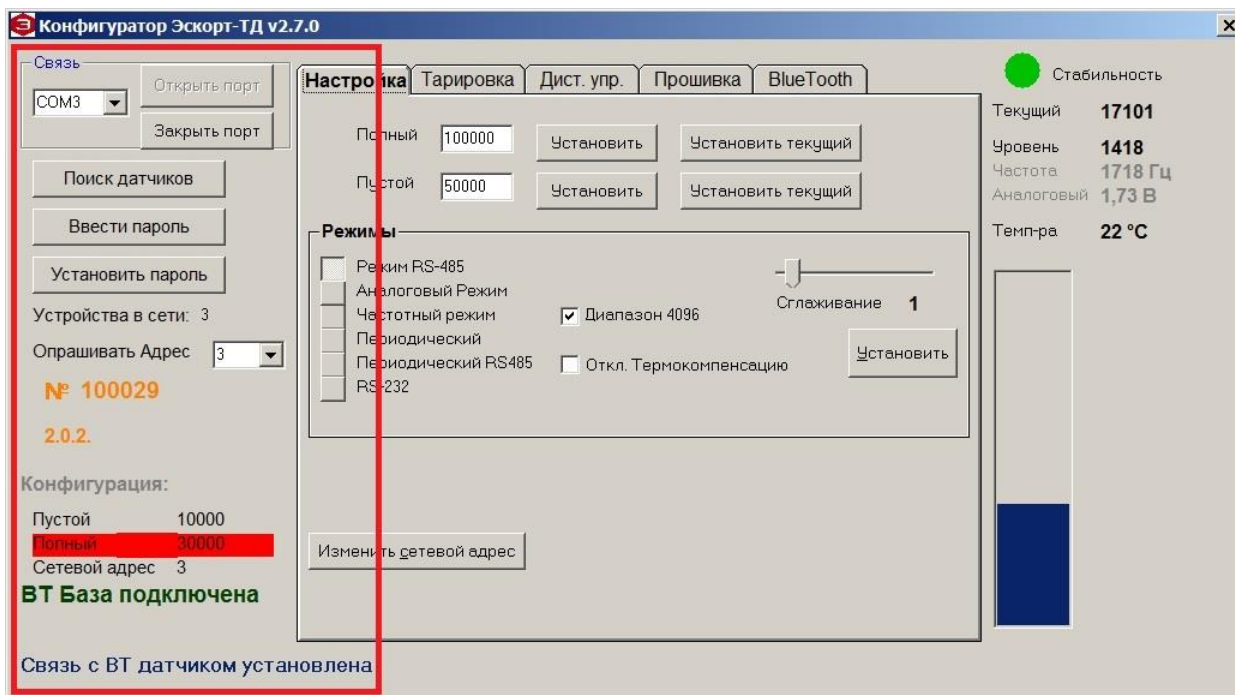 Конфигуратор Эскорт-ТД v2.7.0
Связь
COM3
Открыть порт
Закрыть порт
Поиск датчиков
Ввести пароль
Установить пароль
Устройства в сети: 3
Опрашивать Адрес 3
№ 100029
2.0.2.
Конфигурация:
Пустой 10000
Полный 30000
Сетевой адрес 3
BT База подключена
Связь с BT датчиком установлена
Настройка Тарировка Дист. упр. Прошивка BlueTooth
Полный 100000 Установить Установить текущий
Пустой 50000 Установить Установить текущий
Режимы
Режим RS-485
Аналоговый Режим
Частотный режим
Периодический
Периодический RS485
RS-232
Диапазон 4096
Откл. Термокомпенсацию
Сглаживание 1
Установить
Изменить сетевой адрес
Стабильность
Текущий 17101
Уровень 1418
Частота 1718 Гц
Аналоговый 1,73 В
Темп-ра 22 °C